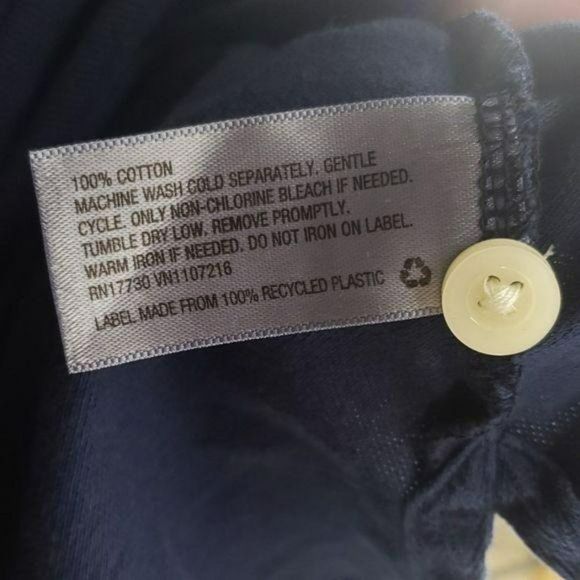 100% COTTON
MACHINE WASH COLD SEPARATELY. GENTLE
CYCLE. ONLY NON-CHLORINE BLEACH IF NEEDED.
TUMBLE DRY LOW. REMOVE PROMPTLY.
WARM IRON IF NEEDED. DO NOT IRON ON LABEL.
RN17730 VN1107216
LABEL MADE FROM 100% RECYCLED PLASTIC